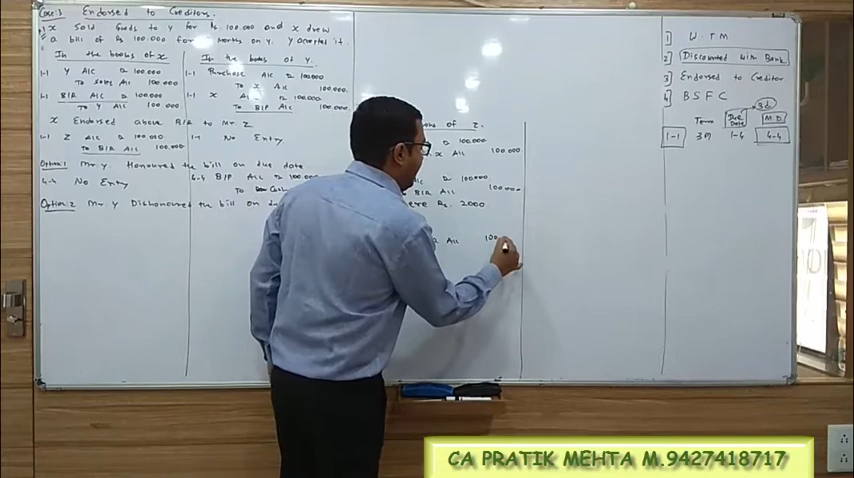 Case:3 Endorsed to Creditors.
X Sold Goods to Y for Rs. 100.000 and X drew
a bill of Rs 100.000 for months on Y. Y accepted it.
In the books of X
1-1 Y A/c Dr 100.000
To Sales A/c 100.000
1-1 B/R A/c Dr 100.000
To Y A/c 100.000
In the books of Y.
1-1 Purchase A/c Dr 100.000
To X A/c 100.000.
1-1 X A/c Dr 100.000
To B/P A/c 100.000.
X Endorsed above B/R to Mr. Z
1-1 Z A/c Dr 100.000
To B/R A/c 100.000
1-1 No Entry
of Z.
Dr 100.000
X A/c 100.000
Option:1 Mr. Y Honoured the bill on due date
4-4 No Entry
4-4 B/P A/c Dr 100.000
To Cash
A/c Dr 100.000
B/R A/c 100.000
Option:2 Mr. Y Dishonoured the bill on
were Rs. 2000
A/c 100
1] W.T.M
2] Discounted with Bank
3] Endorsed to Creditor
4] B S F C
3d
Term Due Date M D
1-1 3M 1-4 4-4
CA PRATIK MEHTA M.9427418717